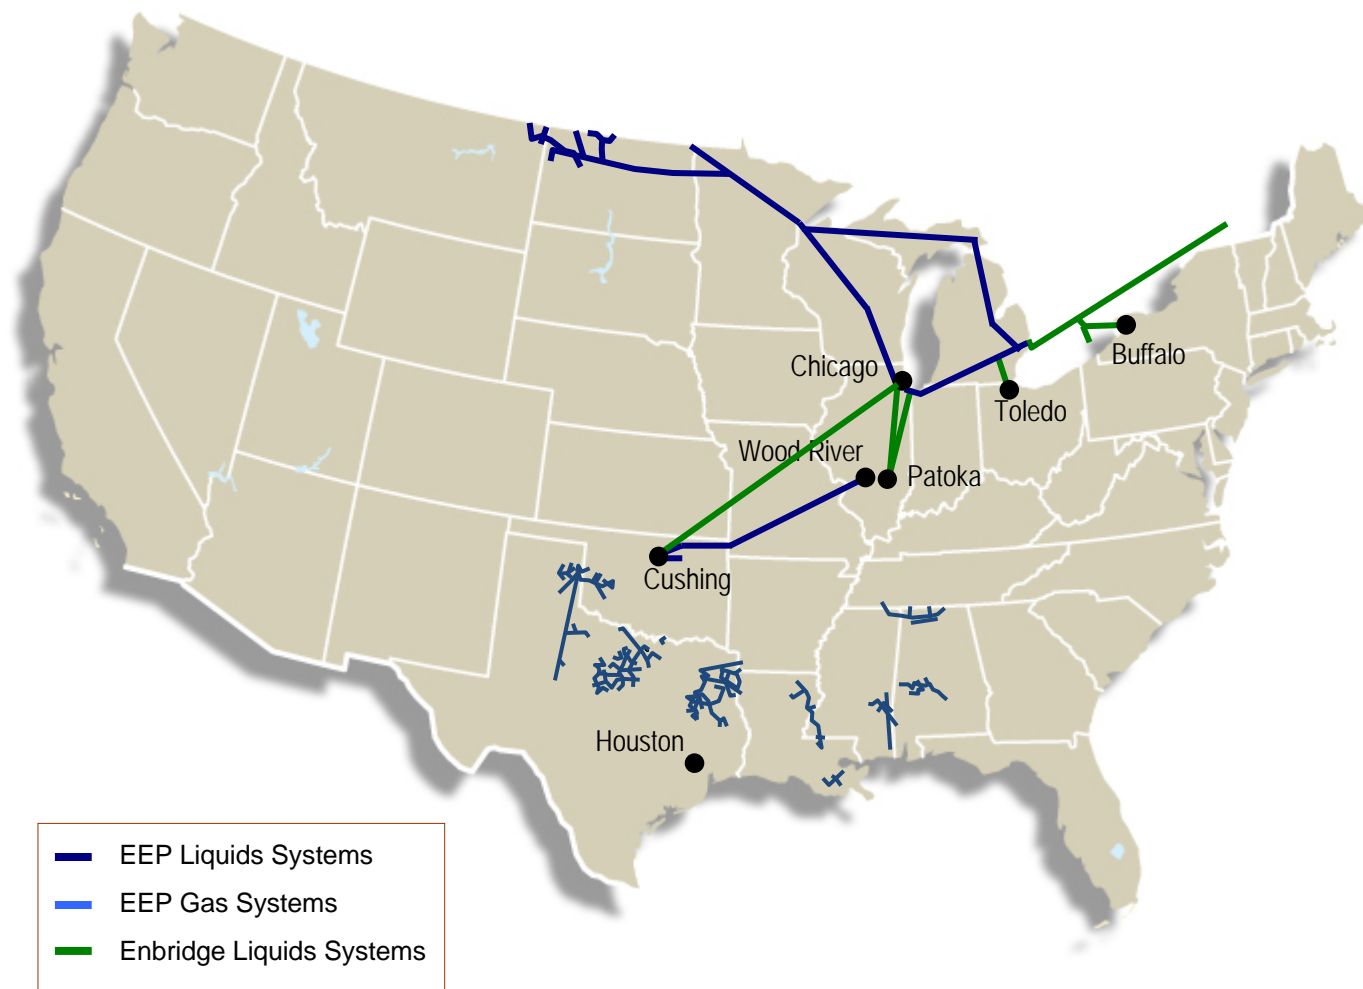 Chicago
Buffalo
Toledo
Wood River
Patoka
Cushing
Houston
EEP Liquids Systems
EEP Gas Systems
Enbridge Liquids Systems